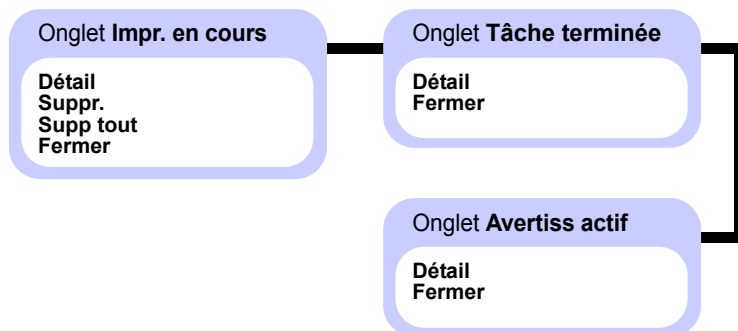 Onglet Impr. en cours
Détail
Suppr.
Supp tout
Fermer
Onglet Tâche terminée
Détail
Fermer
Onglet Avertiss actif
Détail
Fermer